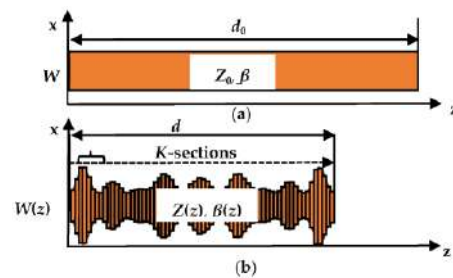 x
d₀
W
Z₀, β
z
(a)
x
d
K-sections
W(z)
Z(z), β(z)
z
(b)